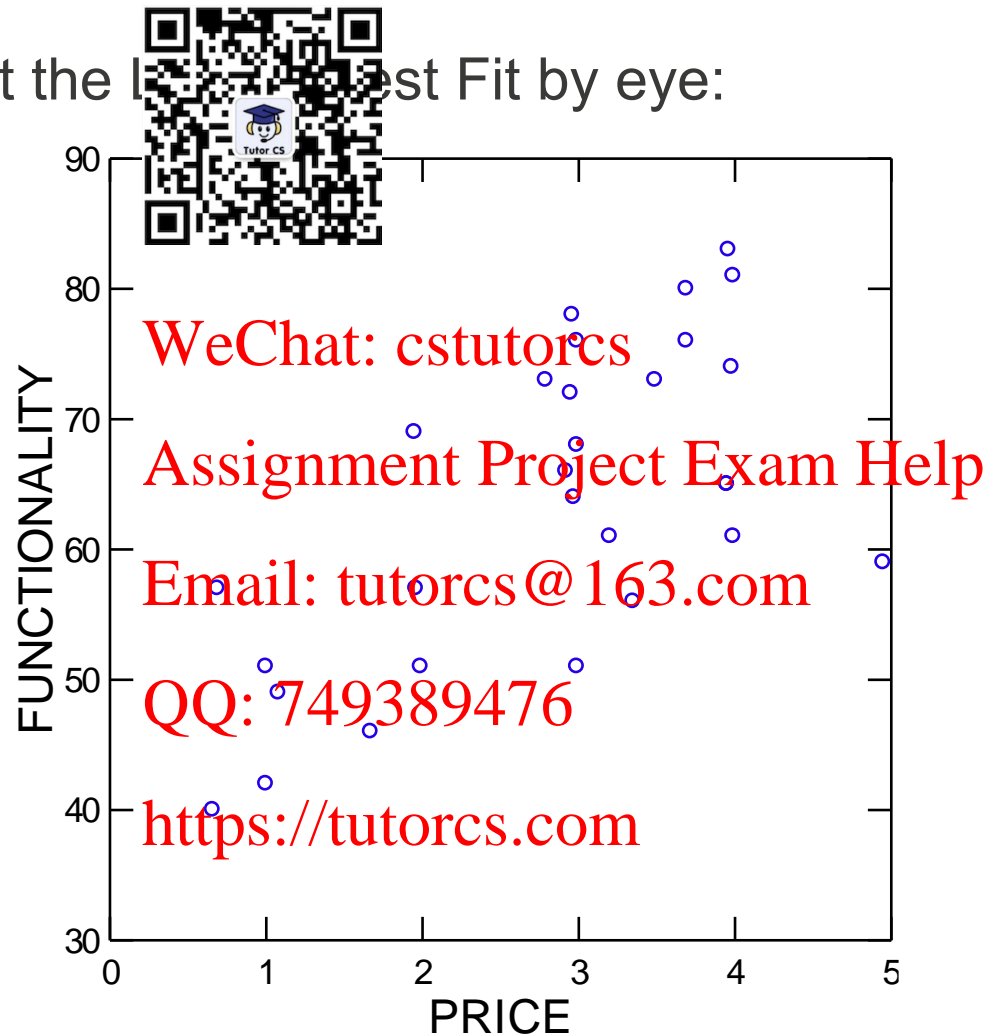 t the est Fit by eye:
Tutor CS
90
80
70
60
50
40
30
FUNCTIONALITY
WeChat: cstutorcs
Assignment Project Exam Help
Email: tutorcs@163.com
QQ: 749389476
https://tutorcs.com
0 1 2 3 4 5
PRICE